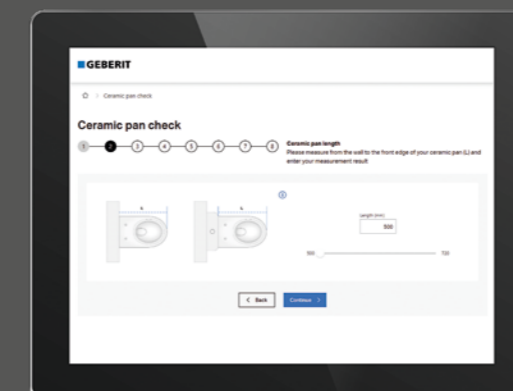 GEBERIT
> Ceramic pan check
Ceramic pan check
1 2 3 4 5 6 7 8
Ceramic pan length
Please measure from the wall to the front edge of your ceramic pan (L) and
enter your measurement result
Length (mm)
500
500 720
< Back Continue >